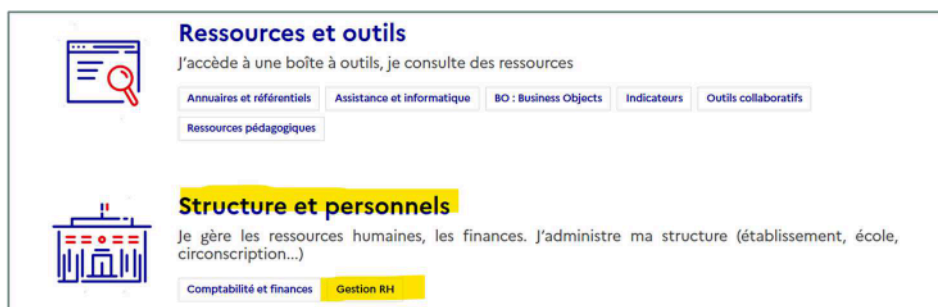 Ressources et outils
J'accède à une boîte à outils, je consulte des ressources
Annuaires et référentiels Assistance et informatique BO : Business Objects Indicateurs Outils collaboratifs
Ressources pédagogiques
Structure et personnels
Je gère les ressources humaines, les finances. J'administre ma structure (établissement, école,
circonscription...)
Comptabilité et finances Gestion RH